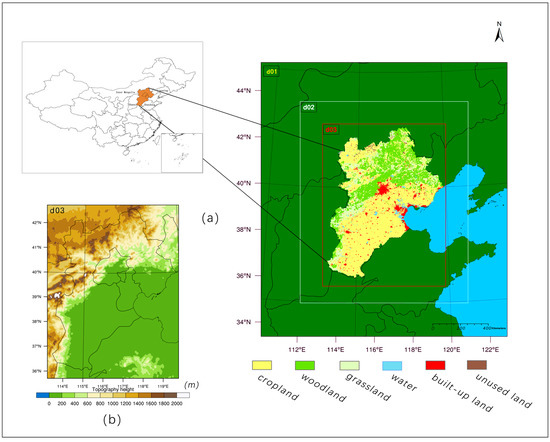 N
d01
d02
44°N
42°N
40°N
38°N
36°N
34°N
112°E
114°E
116°E
118°E
120°E
122°E
(a)
d03
42°N
41°N
40°N
39°N
38°N
37°N
36°N
114°E
115°E
116°E
117°E
118°E
119°E
Topography height
(m)
0 200 400 600 800 1000 1200 1400 1600 1800 2000
(b)
cropland
woodland
grassland
water
built-up land
unused land